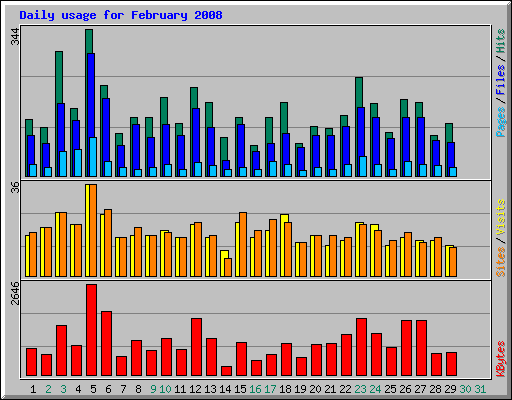 Daily usage for February 2008
344
Pages / Files / Hits
36
Sites / Visits
2646
KBytes
1 2 3 4 5 6 7 8 9 10 11 12 13 14 15 16 17 18 19 20 21 22 23 24 25 26 27 28 29 30 31